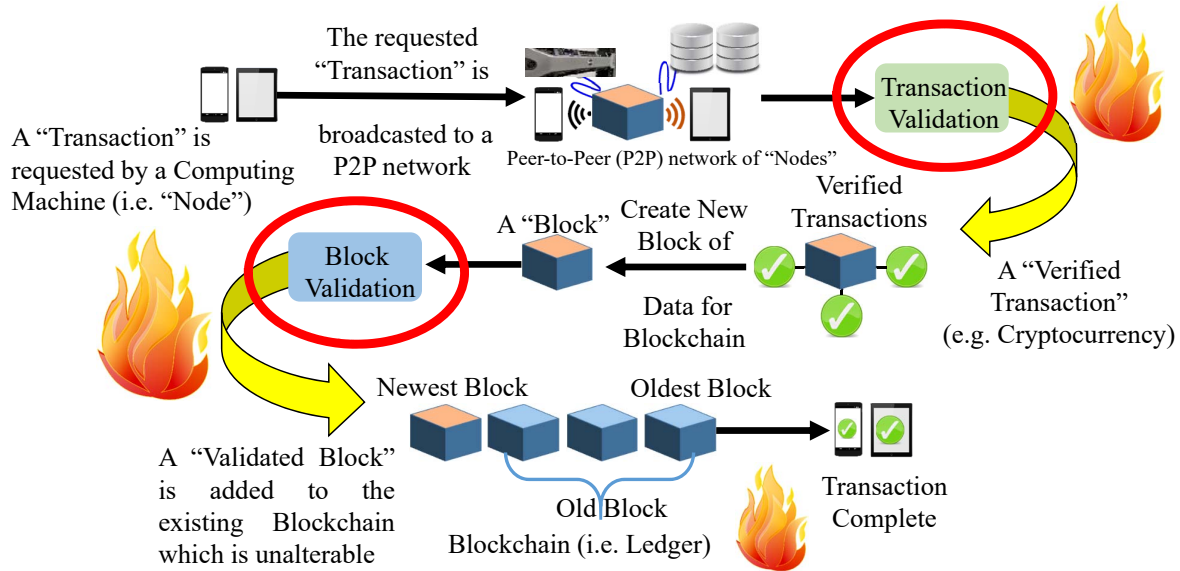 The requested
“Transaction” is
broadcasted to a
P2P network
A “Transaction” is
requested by a Computing
Machine (i.e. “Node”)
Peer-to-Peer (P2P) network of “Nodes”
Transaction
Validation
Verified
Transactions
A “Verified
Transaction”
(e.g. Cryptocurrency)
Create New
Block of
Data for
Blockchain
A “Block”
Block
Validation
A “Validated Block”
is added to the
existing Blockchain
which is unalterable
Newest Block
Oldest Block
Old Block
Blockchain (i.e. Ledger)
Transaction
Complete